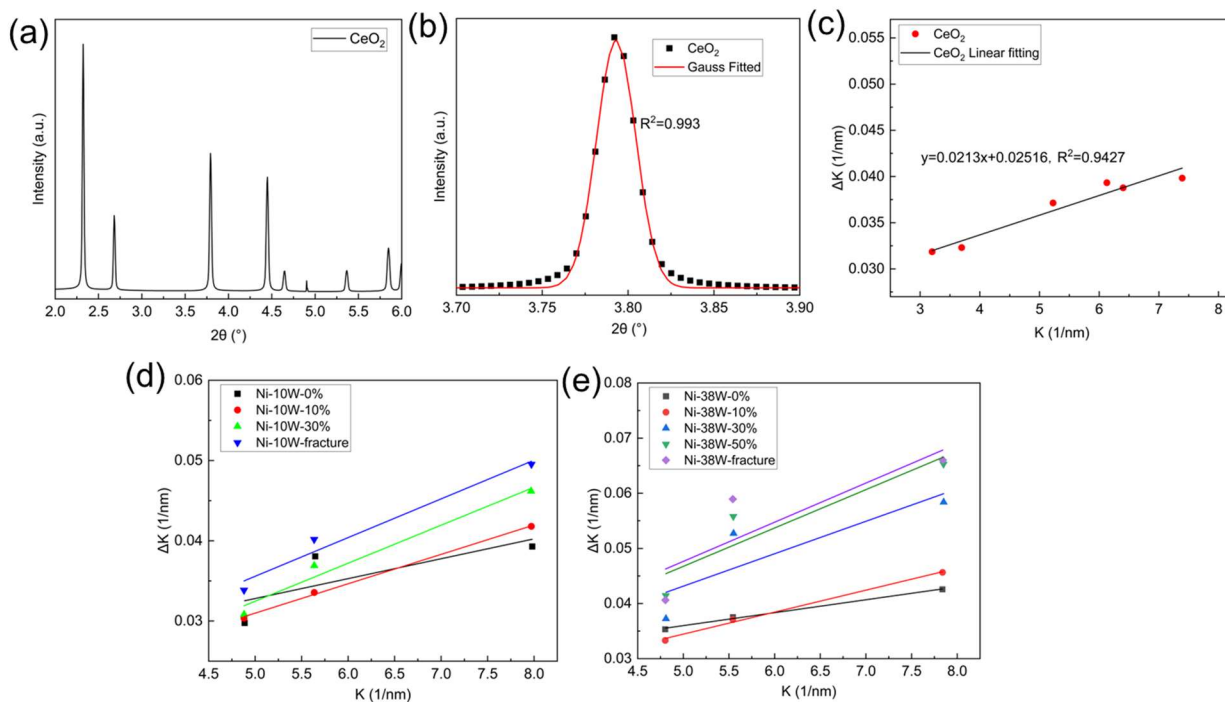 (a)
CeO₂
Intensity (a.u.)
2.0 2.5 3.0 3.5 4.0 4.5 5.0 5.5 6.0
2θ (°)
(b)
CeO₂
Gauss Fitted
R²=0.993
Intensity (a.u.)
3.70 3.75 3.80 3.85 3.90
2θ (°)
(c)
CeO₂
CeO₂ Linear fitting
y=0.0213x+0.02516, R²=0.9427
ΔK (1/nm)
0.055
0.050
0.045
0.040
0.035
0.030
3 4 5 6 7 8
K (1/nm)
(d)
Ni-10W-0%
Ni-10W-10%
Ni-10W-30%
Ni-10W-fracture
ΔK (1/nm)
0.06
0.05
0.04
0.03
4.5 5.0 5.5 6.0 6.5 7.0 7.5 8.0
K (1/nm)
(e)
Ni-38W-0%
Ni-38W-10%
Ni-38W-30%
Ni-38W-50%
Ni-38W-fracture
ΔK (1/nm)
0.08
0.07
0.06
0.05
0.04
0.03
4.5 5.0 5.5 6.0 6.5 7.0 7.5 8.0
K (1/nm)